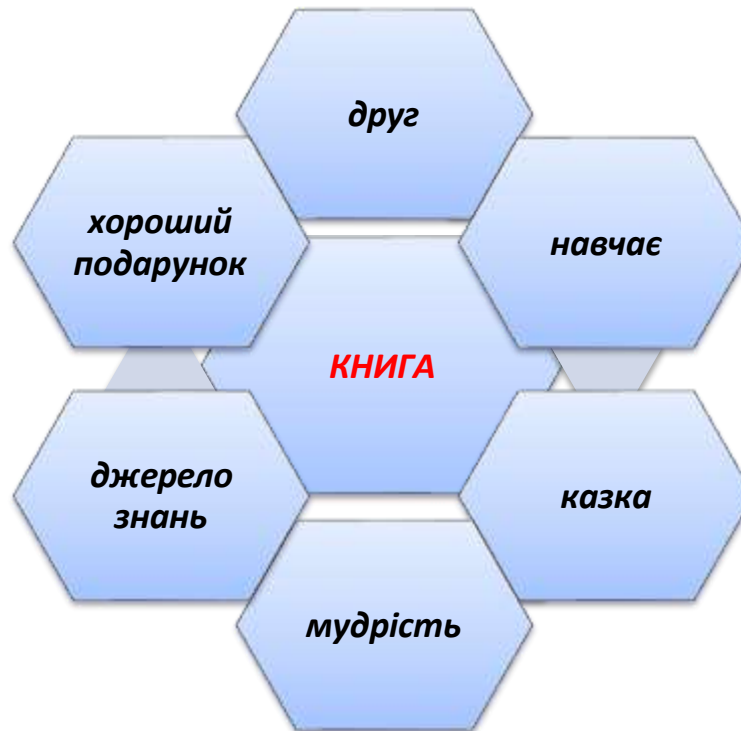 друг
хороший
подарунок
навчає
КНИГА
джерело
знань
казка
мудрість